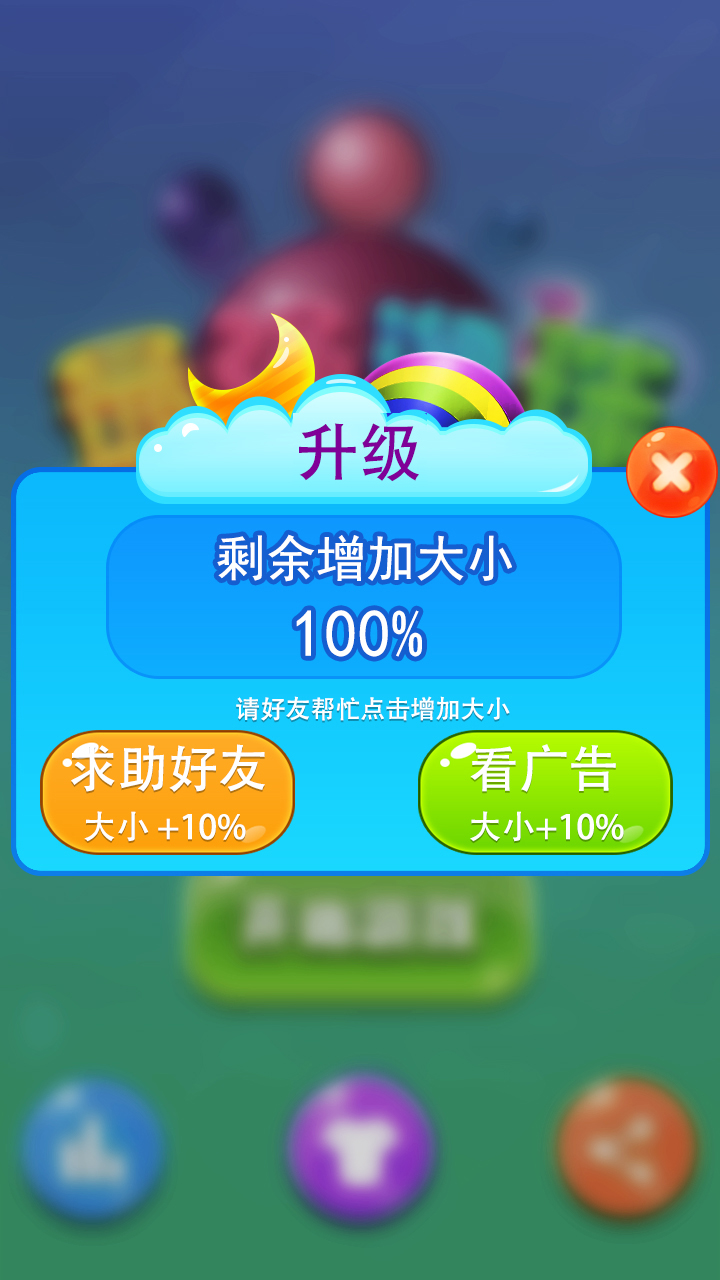 升级
剩余增加大小
100%
请好友帮忙点击增加大小
求助好友
大小 +10%
看广告
大小+10%